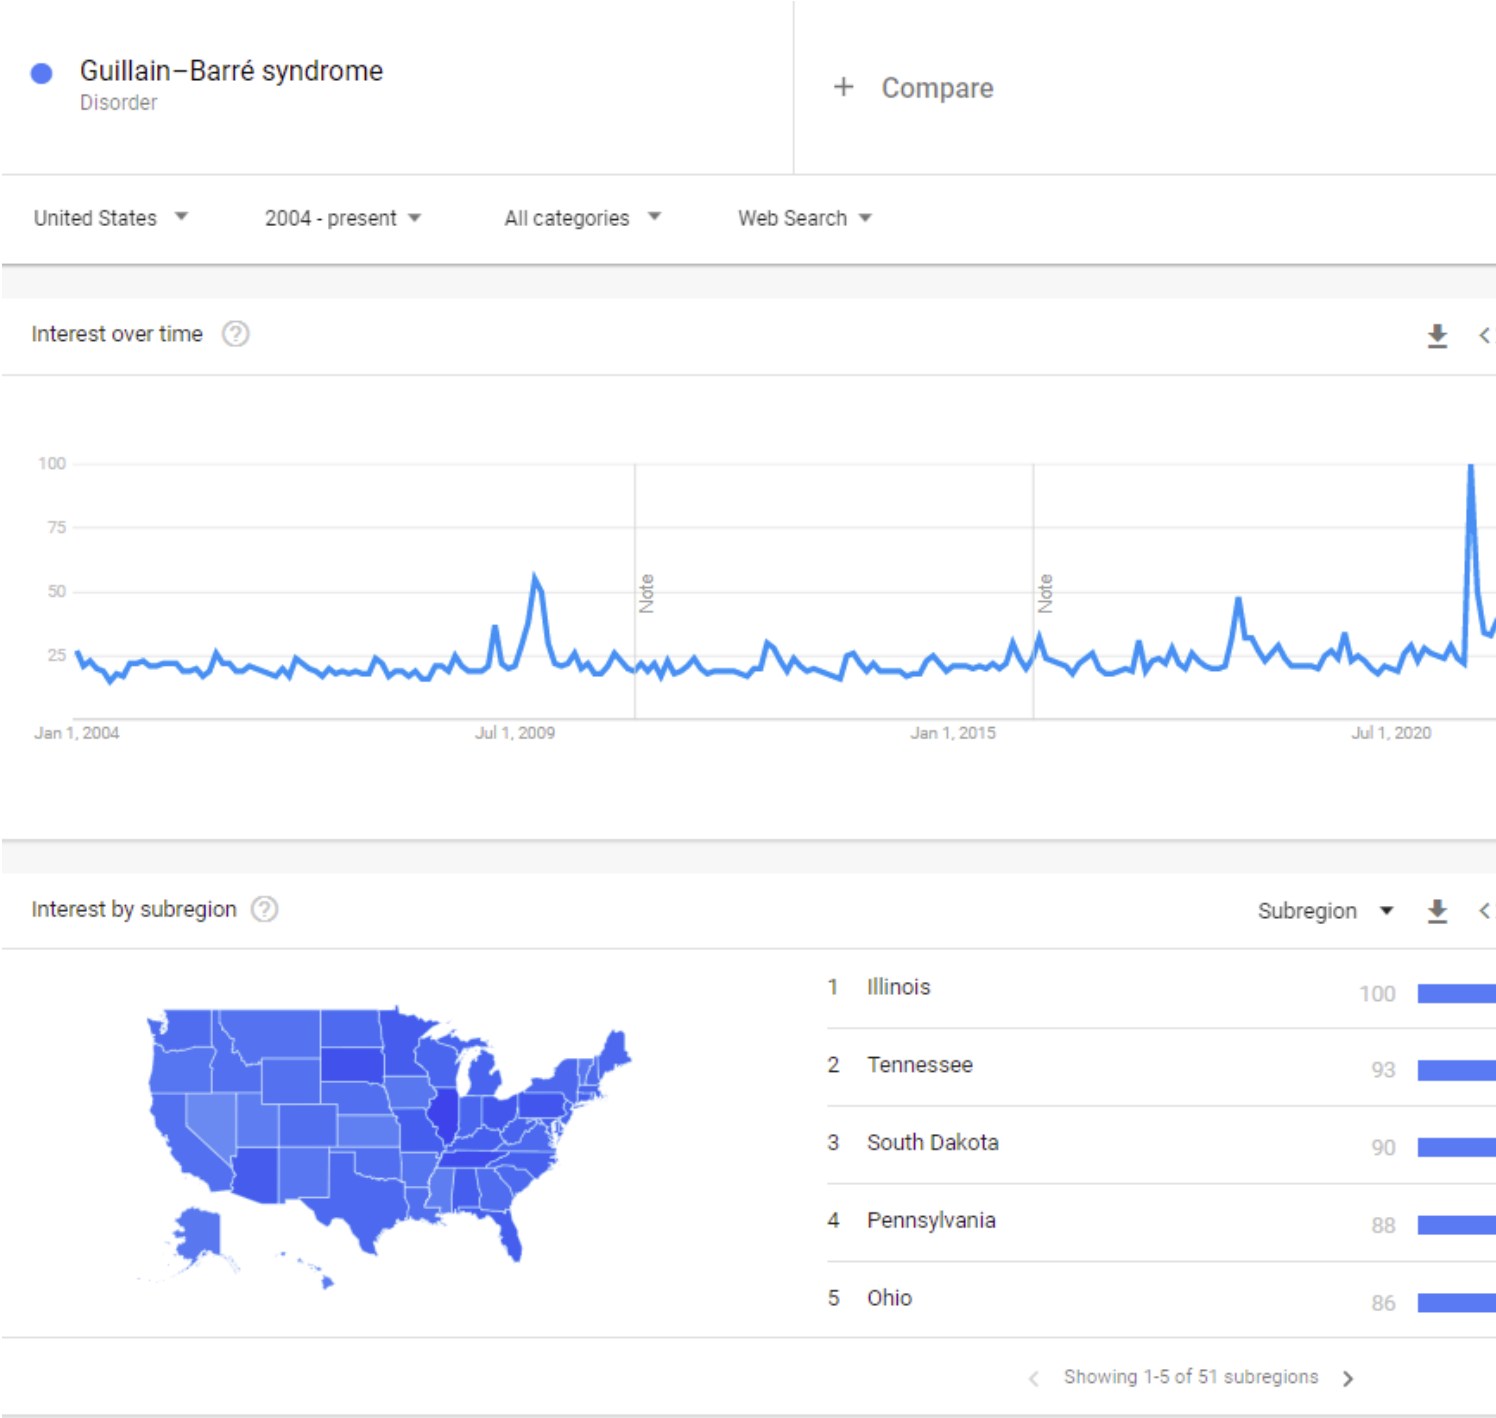 Guillain–Barré syndrome
Disorder
+ Compare
United States
2004 - present
All categories
Web Search
Interest over time
?
100
75
50
25
Note
Note
Jan 1, 2004
Jul 1, 2009
Jan 1, 2015
Jul 1, 2020
Interest by subregion
?
Subregion
1 Illinois 100
2 Tennessee 93
3 South Dakota 90
4 Pennsylvania 88
5 Ohio 86
Showing 1-5 of 51 subregions